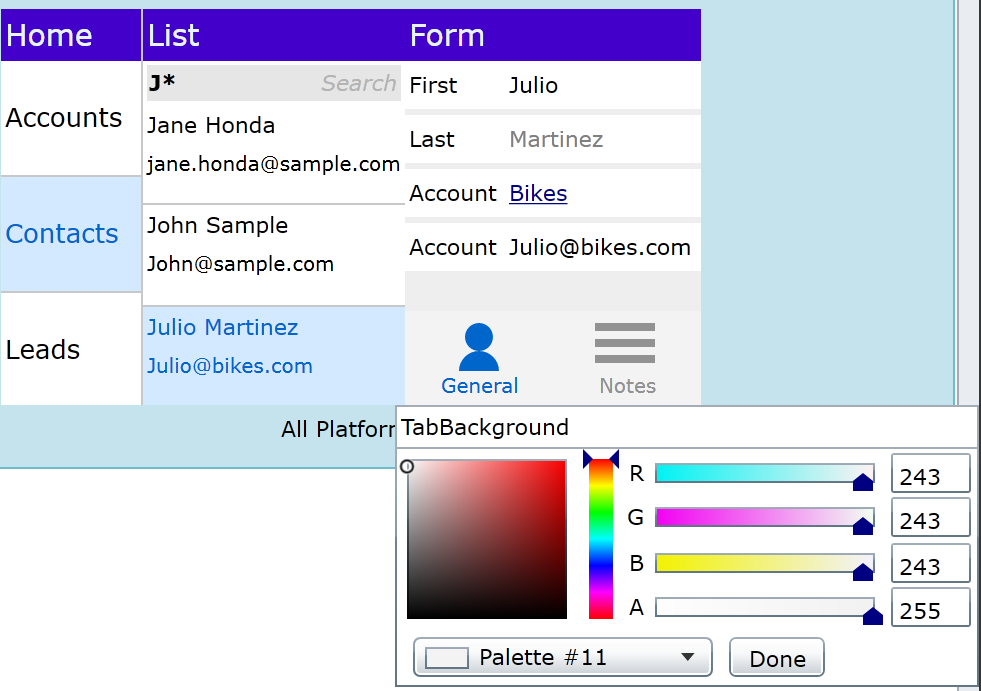 Home List Form
Accounts
Contacts
Leads
J* Search
Jane Honda
jane.honda@sample.com
John Sample
John@sample.com
Julio Martinez
Julio@bikes.com
First Julio
Last Martinez
Account Bikes
Account Julio@bikes.com
General Notes
All Platfor
TabBackground
R 243
G 243
B 243
A 255
Palette #11 Done